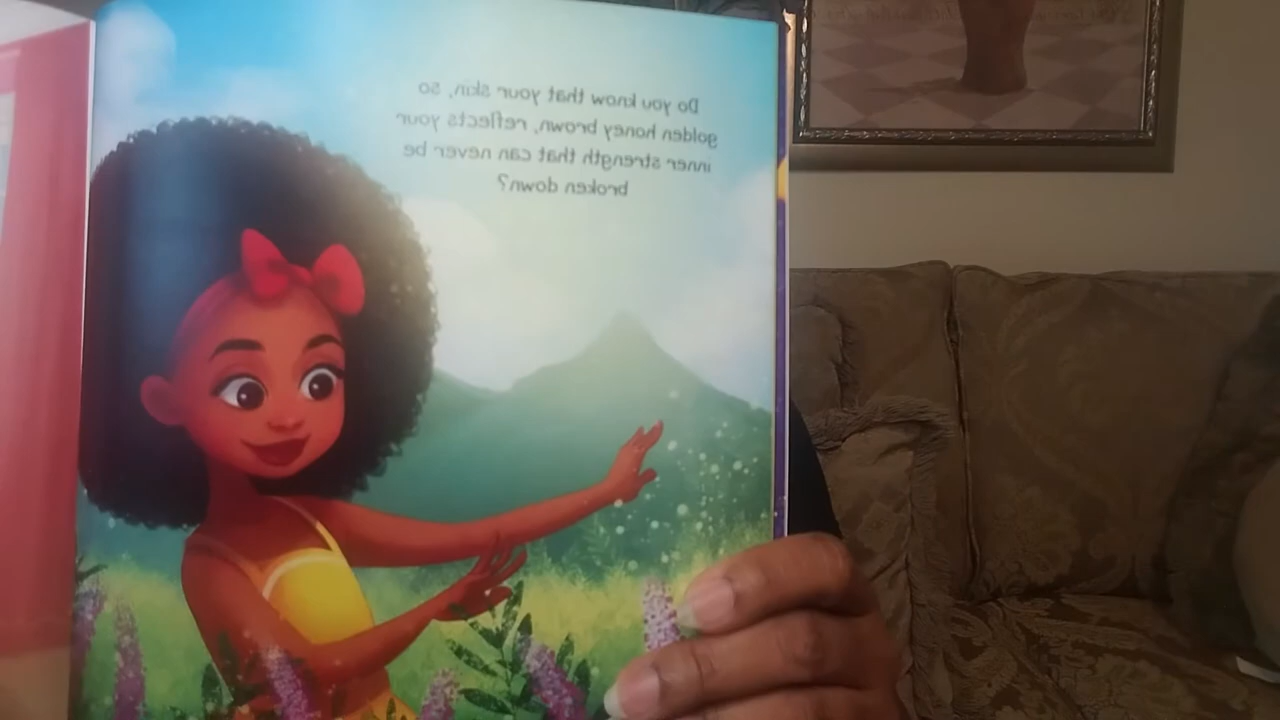 Do you know that your skin, so
golden honey brown, reflects your
inner strength that can never be
broken down?